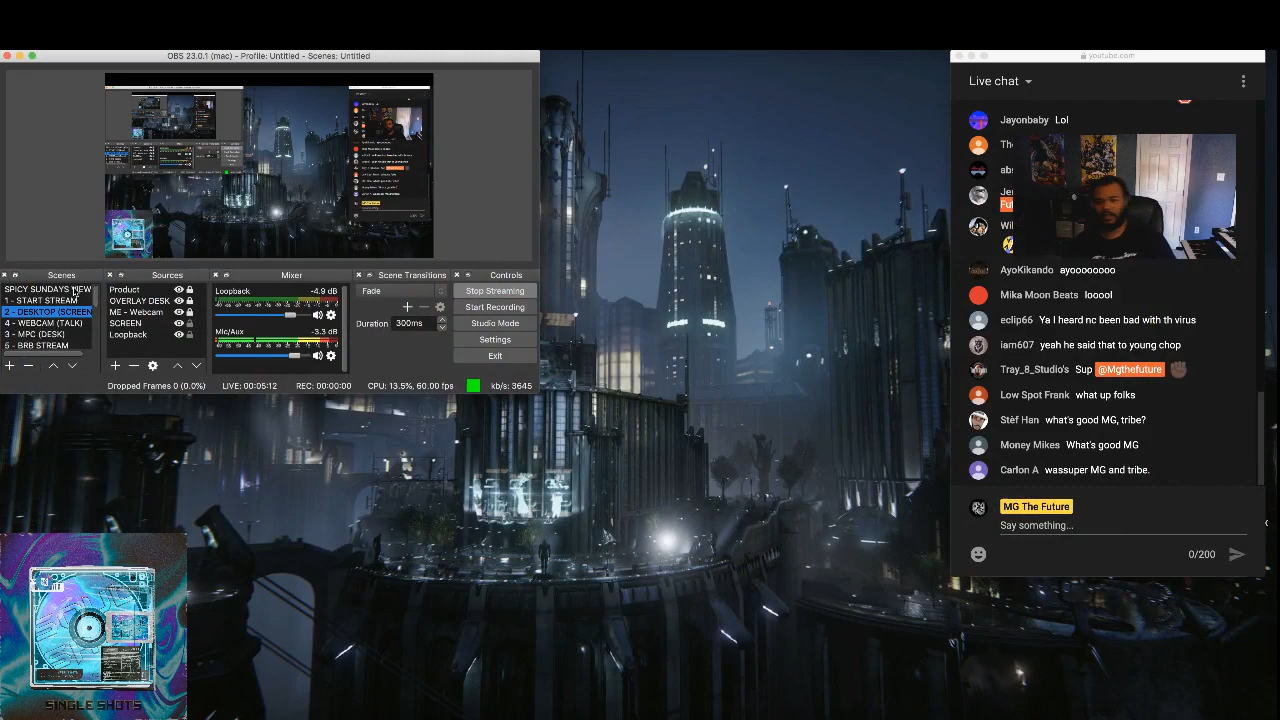 OBS 23.0.1 (mac) - Profile: Untitled - Scenes: Untitled
Scenes
SPICY SUNDAYS VIEW
1 - START STREAM
2 - DESKTOP (SCREEN
4 - WEBCAM (TALK)
3 - MPC (DESK)
5 - BRB STREAM
Sources
Product
OVERLAY DESK
ME - Webcam
SCREEN
Loopback
Mixer
Loopback -4.9 dB
Mic/Aux -3.3 dB
Scene Transitions
Fade
Duration 300ms
Controls
Stop Streaming
Start Recording
Studio Mode
Settings
Exit
Dropped Frames 0 (0.0%) LIVE: 00:05:12 REC: 00:00:00 CPU: 13.5%, 60.00 fps kb/s: 3645
youtube.com
Live chat
Jayonbaby Lol
AyoKikando ayoooooooo
Mika Moon Beats looool
eclip66 Ya I heard nc been bad with th virus
iam607 yeah he said that to young chop
Tray_8_Studio's Sup @Mgthefuture
Low Spot Frank what up folks
Stèf Han what's good MG, tribe?
Money Mikes What's good MG
Carlon A wassuper MG and tribe.
MG The Future
Say something...
0/200
SINGLE SHOTS